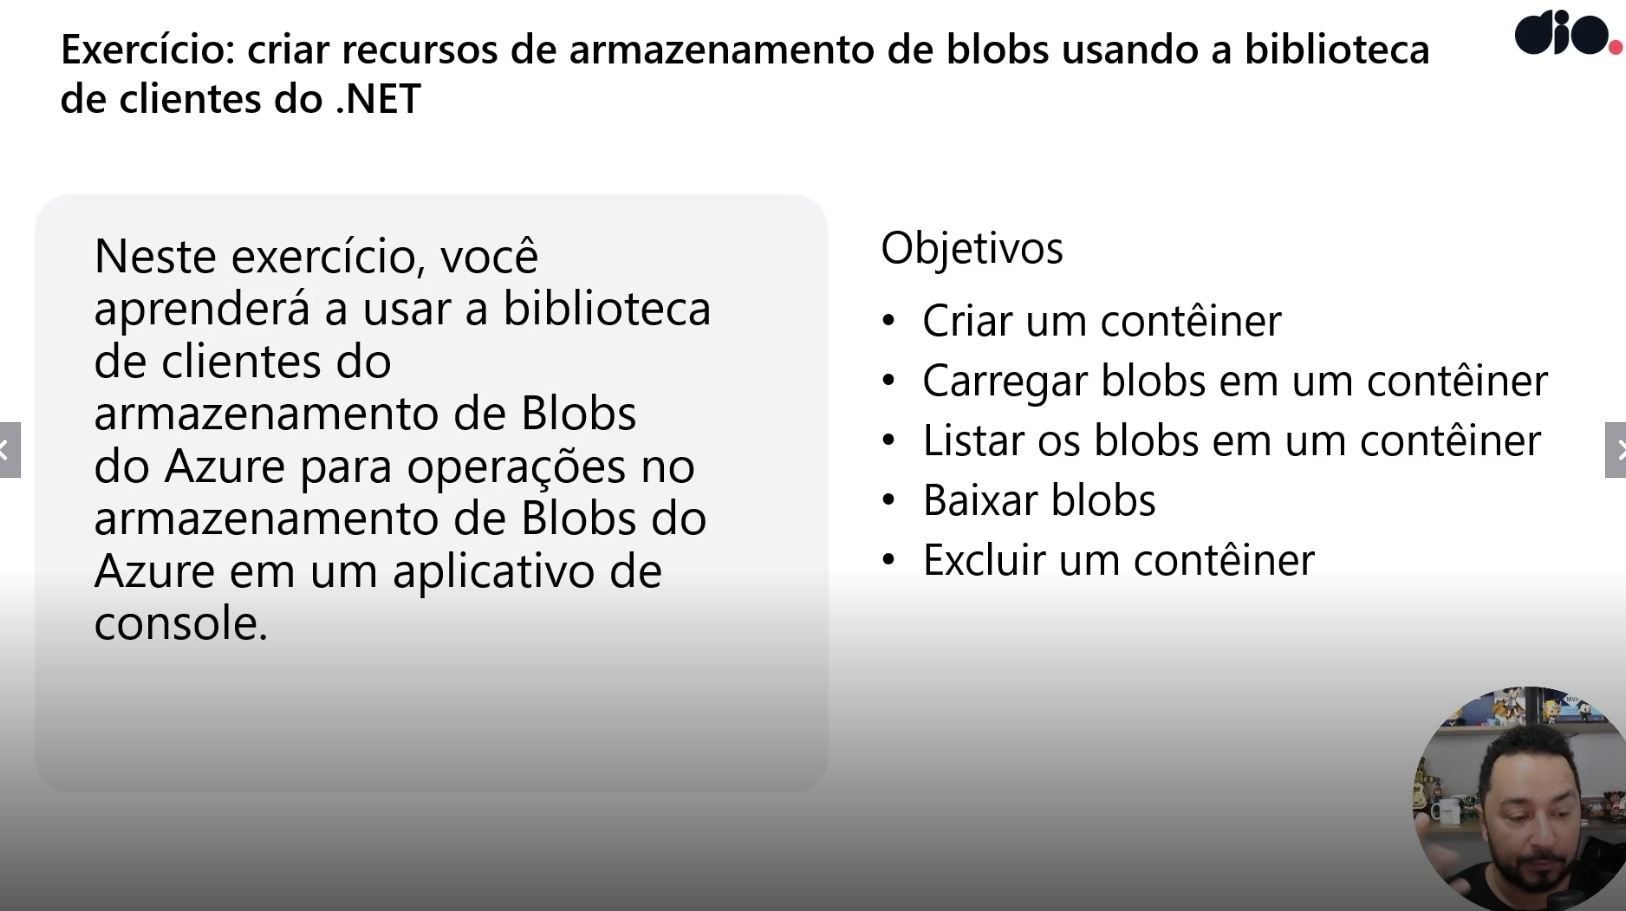 Exercício: criar recursos de armazenamento de blobs usando a biblioteca
de clientes do .NET
dio.
Neste exercício, você
aprenderá a usar a biblioteca
de clientes do
armazenamento de Blobs
do Azure para operações no
armazenamento de Blobs do
Azure em um aplicativo de
console.
Objetivos
• Criar um contêiner
• Carregar blobs em um contêiner
• Listar os blobs em um contêiner
• Baixar blobs
• Excluir um contêiner